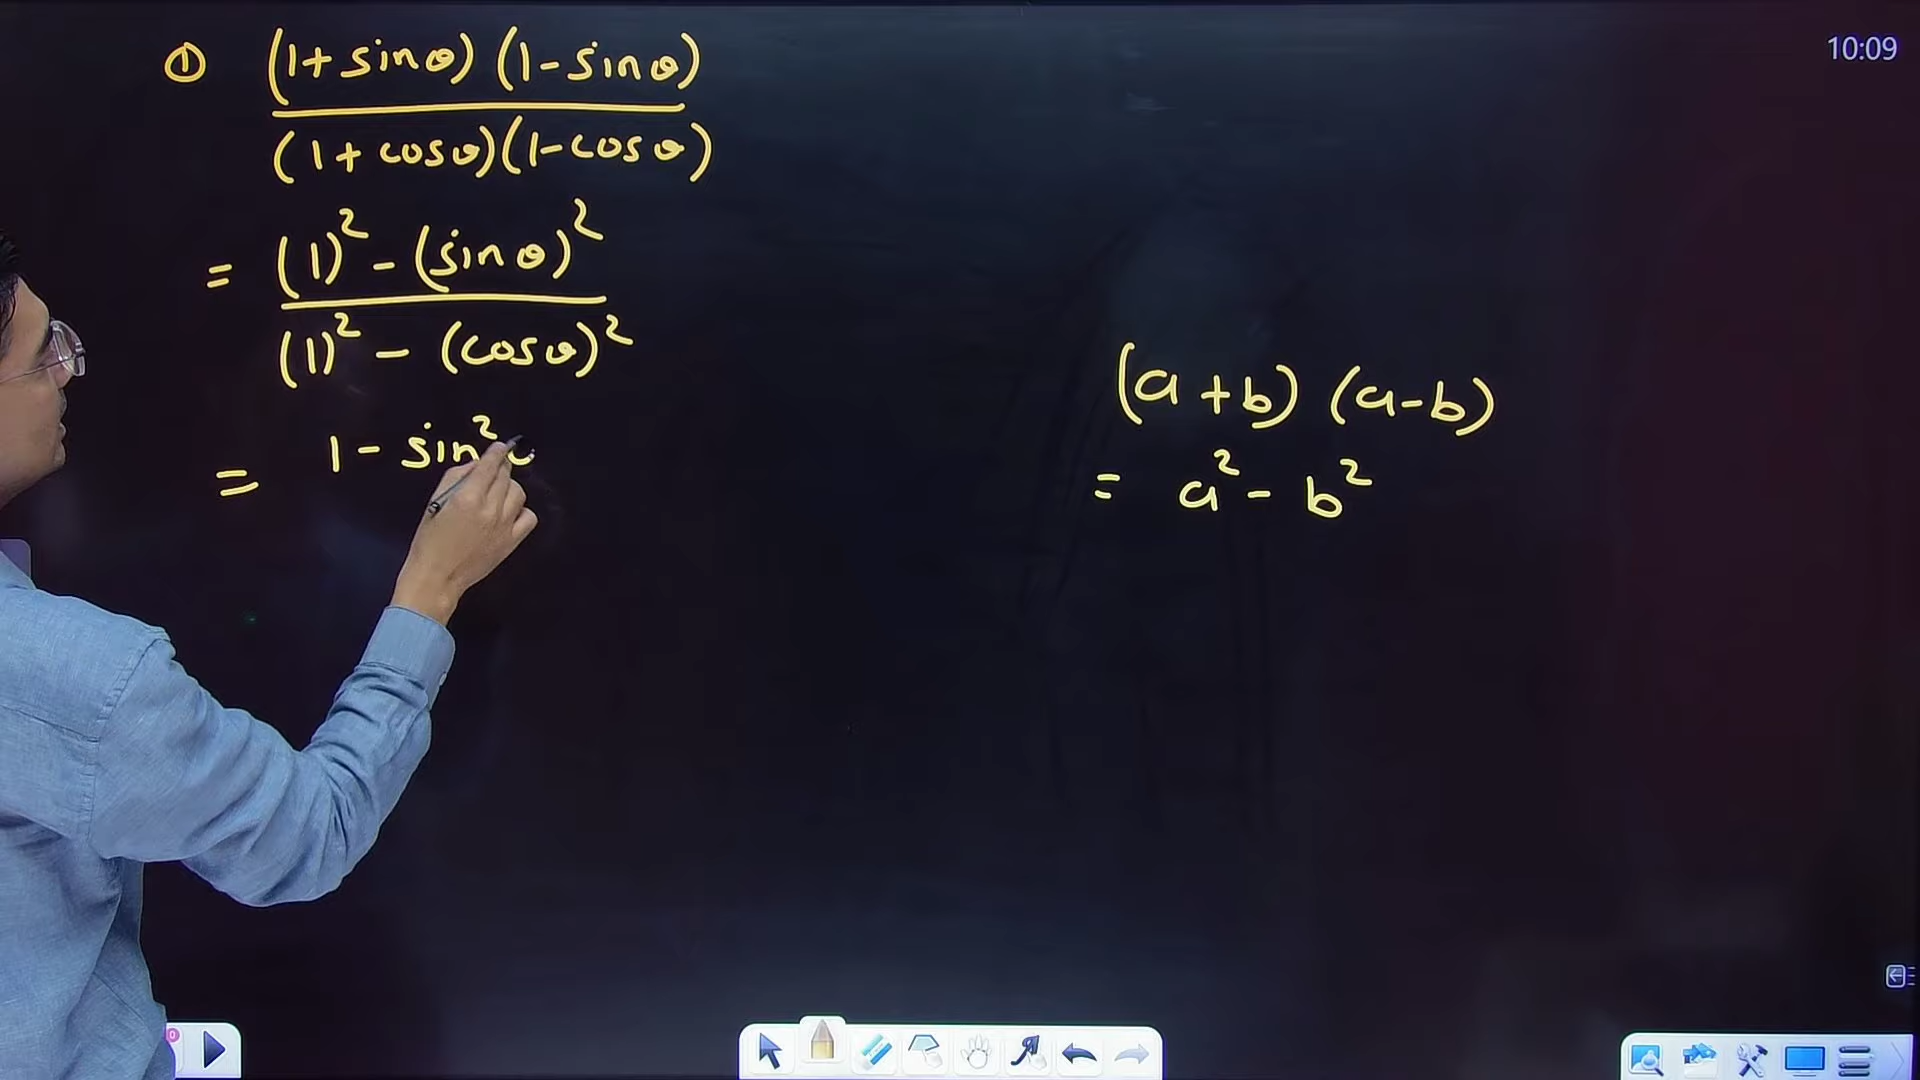 10:09
① (1+sinθ) (1-sinθ)
(1+cosθ)(1-cosθ)
= (1)² - (sinθ)²
(1)² - (cosθ)²
= 1 - sin²
(a+b) (a-b)
= a² - b²